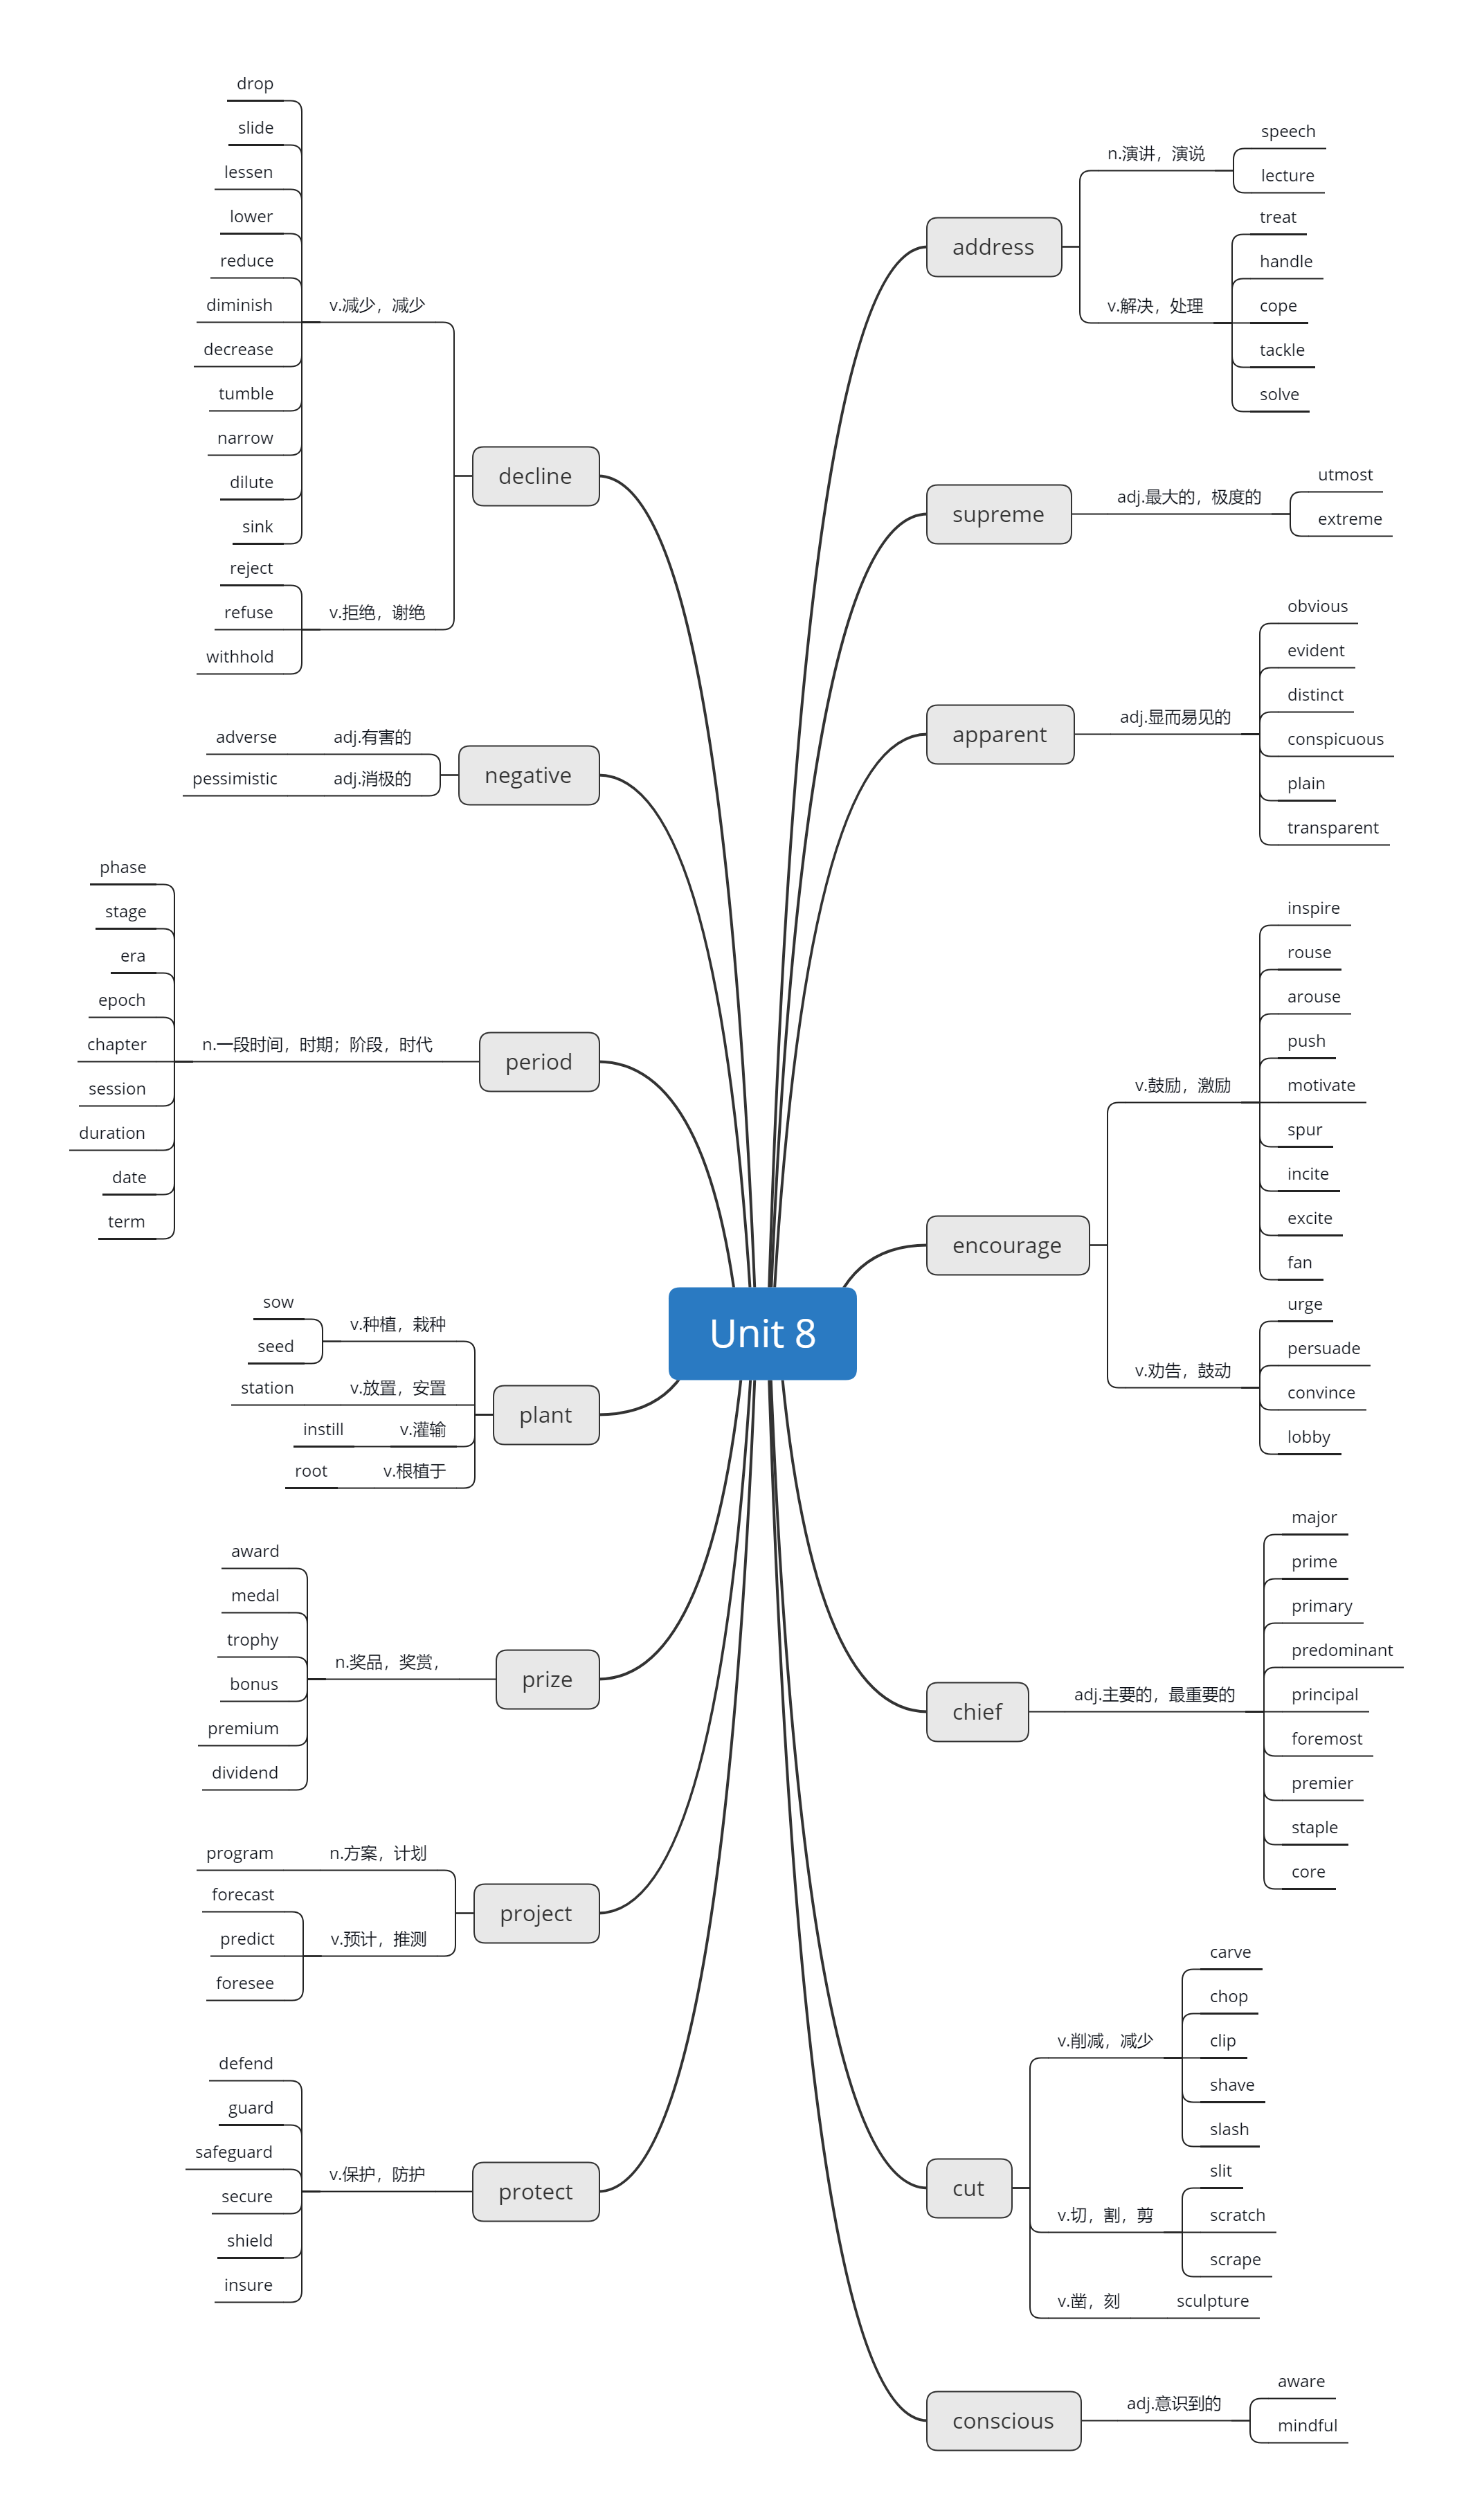 Unit 8
address
n.演讲，演说
speech
lecture
v.解决，处理
treat
handle
cope
tackle
solve
supreme
adj.最大的，极度的
utmost
extreme
apparent
adj.显而易见的
obvious
evident
distinct
conspicuous
plain
transparent
encourage
v.鼓励，激励
inspire
rouse
arouse
push
motivate
spur
incite
excite
fan
v.劝告，鼓动
urge
persuade
convince
lobby
chief
adj.主要的，最重要的
major
prime
primary
predominant
principal
foremost
premier
staple
core
cut
v.削减，减少
carve
chop
clip
shave
slash
v.切，割，剪
slit
scratch
scrape
v.凿，刻
sculpture
conscious
adj.意识到的
aware
mindful
decline
v.减少，减少
drop
slide
lessen
lower
reduce
diminish
decrease
tumble
narrow
dilute
sink
v.拒绝，谢绝
reject
refuse
withhold
negative
adj.有害的
adverse
adj.消极的
pessimistic
period
n.一段时间，时期；阶段，时代
phase
stage
era
epoch
chapter
session
duration
date
term
plant
v.种植，栽种
sow
seed
v.放置，安置
station
v.灌输
instill
v.根植于
root
prize
n.奖品，奖赏，
award
medal
trophy
bonus
premium
dividend
project
n.方案，计划
program
v.预计，推测
forecast
predict
foresee
protect
v.保护，防护
defend
guard
safeguard
secure
shield
insure